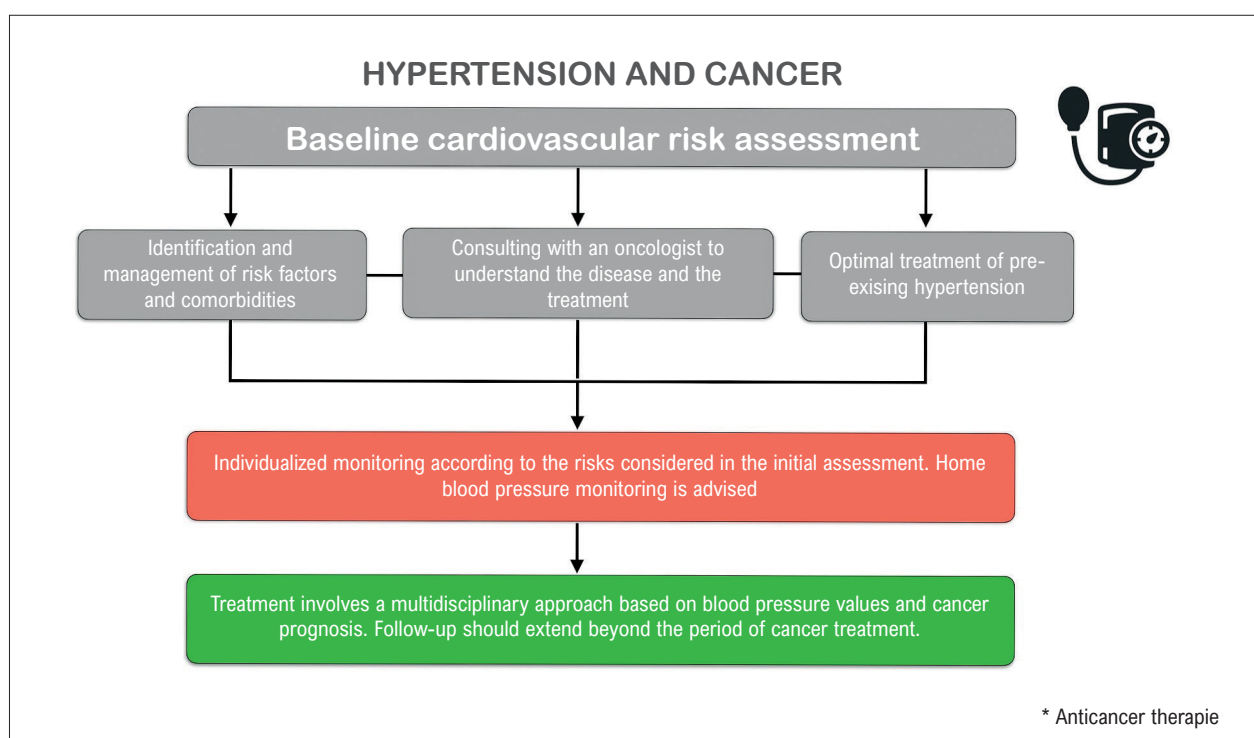 HYPERTENSION AND CANCER
Baseline cardiovascular risk assessment
Identification and
management of risk factors
and comorbidities
Consulting with an oncologist to
understand the disease and the
treatment
Optimal treatment of pre-
exising hypertension
Individualized monitoring according to the risks considered in the initial assessment. Home
blood pressure monitoring is advised
Treatment involves a multidisciplinary approach based on blood pressure values and cancer
prognosis. Follow-up should extend beyond the period of cancer treatment.
* Anticancer therapie